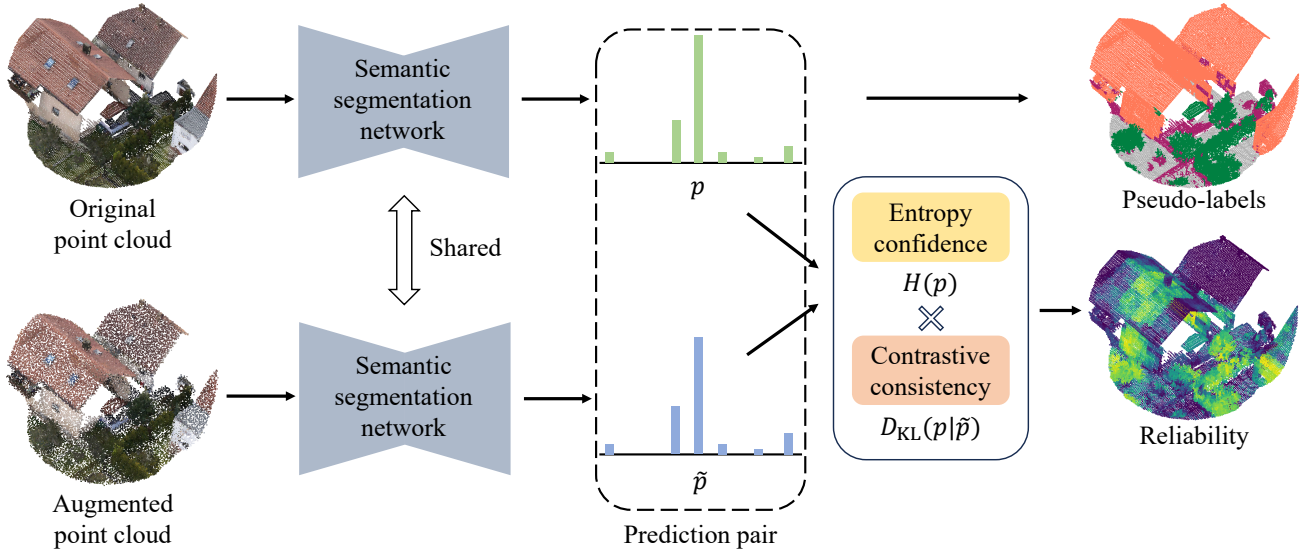 Original
point cloud
Semantic
segmentation
network
p
Pseudo-labels
Shared
Entropy
confidence
H(p)
×
Contrastive
consistency
D_KL(p|p̃)
Reliability
Augmented
point cloud
Semantic
segmentation
network
p̃
Prediction pair